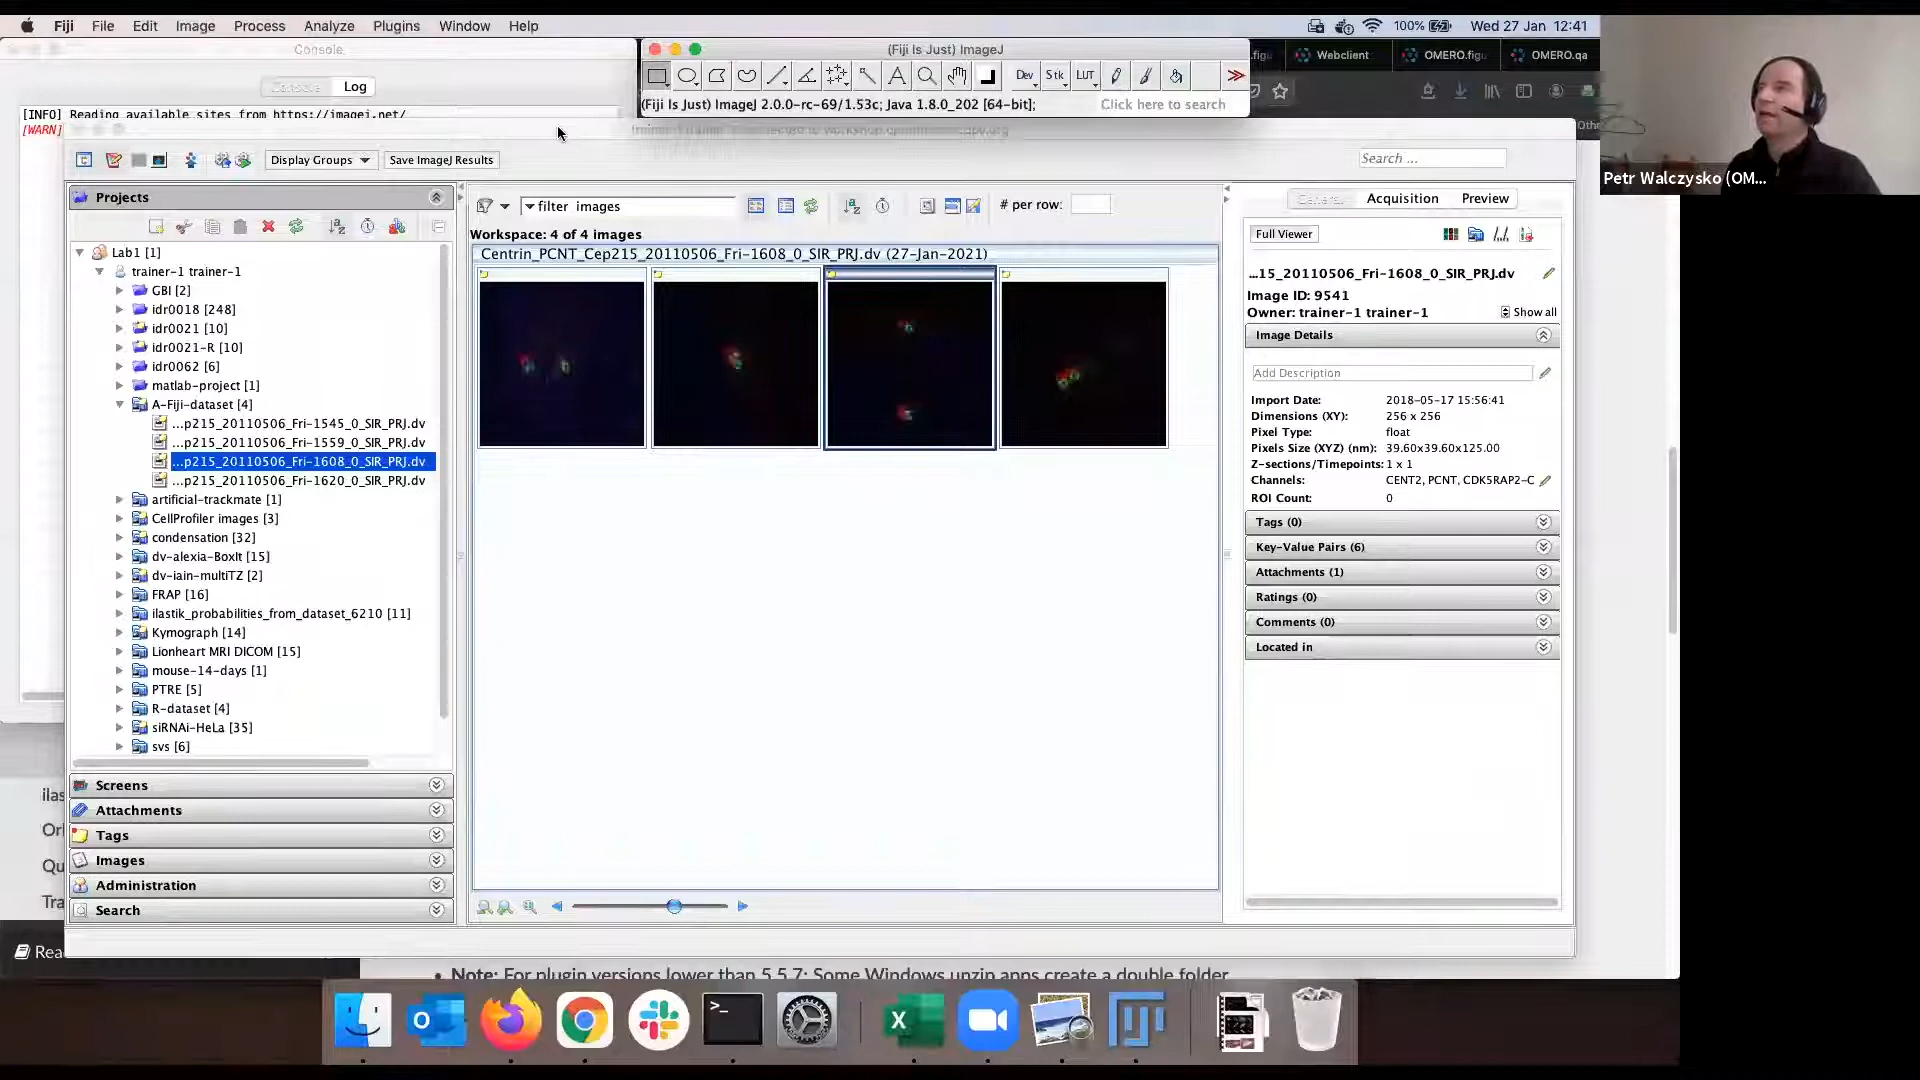 Fiji File Edit Image Process Analyze Plugins Window Help
100% Wed 27 Jan 12:41
Console
Console Log
[INFO] Reading available sites from https://imagej.net/
[WARN]
(Fiji Is Just) ImageJ
Dev Stk LUT
(Fiji Is Just) ImageJ 2.0.0-rc-69/1.53c; Java 1.8.0_202 [64-bit];
Click here to search
Webclient OMERO.figu OMERO.qa
Petr Walczysko (OM...
Display Groups Save ImageJ Results
Search ...
Projects
Lab1 [1]
trainer-1 trainer-1
GBI [2]
idr0018 [248]
idr0021 [10]
idr0021-R [10]
idr0062 [6]
matlab-project [1]
A-Fiji-dataset [4]
...p215_20110506_Fri-1545_0_SIR_PRJ.dv
...p215_20110506_Fri-1559_0_SIR_PRJ.dv
...p215_20110506_Fri-1608_0_SIR_PRJ.dv
...p215_20110506_Fri-1620_0_SIR_PRJ.dv
artificial-trackmate [1]
CellProfiler images [3]
condensation [32]
dv-alexia-BoxIt [15]
dv-iain-multiTZ [2]
FRAP [16]
ilastik_probabilities_from_dataset_6210 [11]
Kymograph [14]
Lionheart MRI DICOM [15]
mouse-14-days [1]
PTRE [5]
R-dataset [4]
siRNAi-HeLa [35]
svs [6]
Screens
Attachments
Tags
Images
Administration
Search
filter images
# per row:
Workspace: 4 of 4 images
Centrin_PCNT_Cep215_20110506_Fri-1608_0_SIR_PRJ.dv (27-Jan-2021)
General Acquisition Preview
Full Viewer
...15_20110506_Fri-1608_0_SIR_PRJ.dv
Image ID: 9541
Owner: trainer-1 trainer-1 Show all
Image Details
Add Description
Import Date: 2018-05-17 15:56:41
Dimensions (XY): 256 x 256
Pixel Type: float
Pixels Size (XYZ) (nm): 39.60x39.60x125.00
Z-sections/Timepoints: 1 x 1
Channels: CENT2, PCNT, CDK5RAP2-C
ROI Count: 0
Tags (0)
Key-Value Pairs (6)
Attachments (1)
Ratings (0)
Comments (0)
Located in
ilas
Ori
Qu
Tra
Rea
Note: For plugin versions lower than 5.5.7: Some Windows unzip apps create a double folder